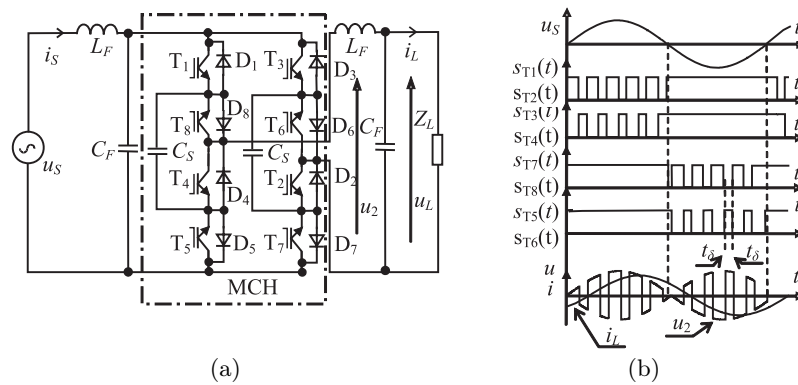 i_S
L_F
C_F
u_S
T_1
D_1
T_3
D_3
T_8
D_8
T_6
D_6
C_S
C_S
T_4
D_4
T_2
D_2
T_5
D_5
T_7
D_7
MCH
L_F
i_L
C_F
Z_L
u_2
u_L
(a)
u_S
t
s_T1(t)
s_T2(t)
t
s_T3(t)
s_T4(t)
t
s_T7(t)
s_T8(t)
t
s_T5(t)
s_T6(t)
t
t_δ
t_δ
u
i
t
i_L
u_2
(b)